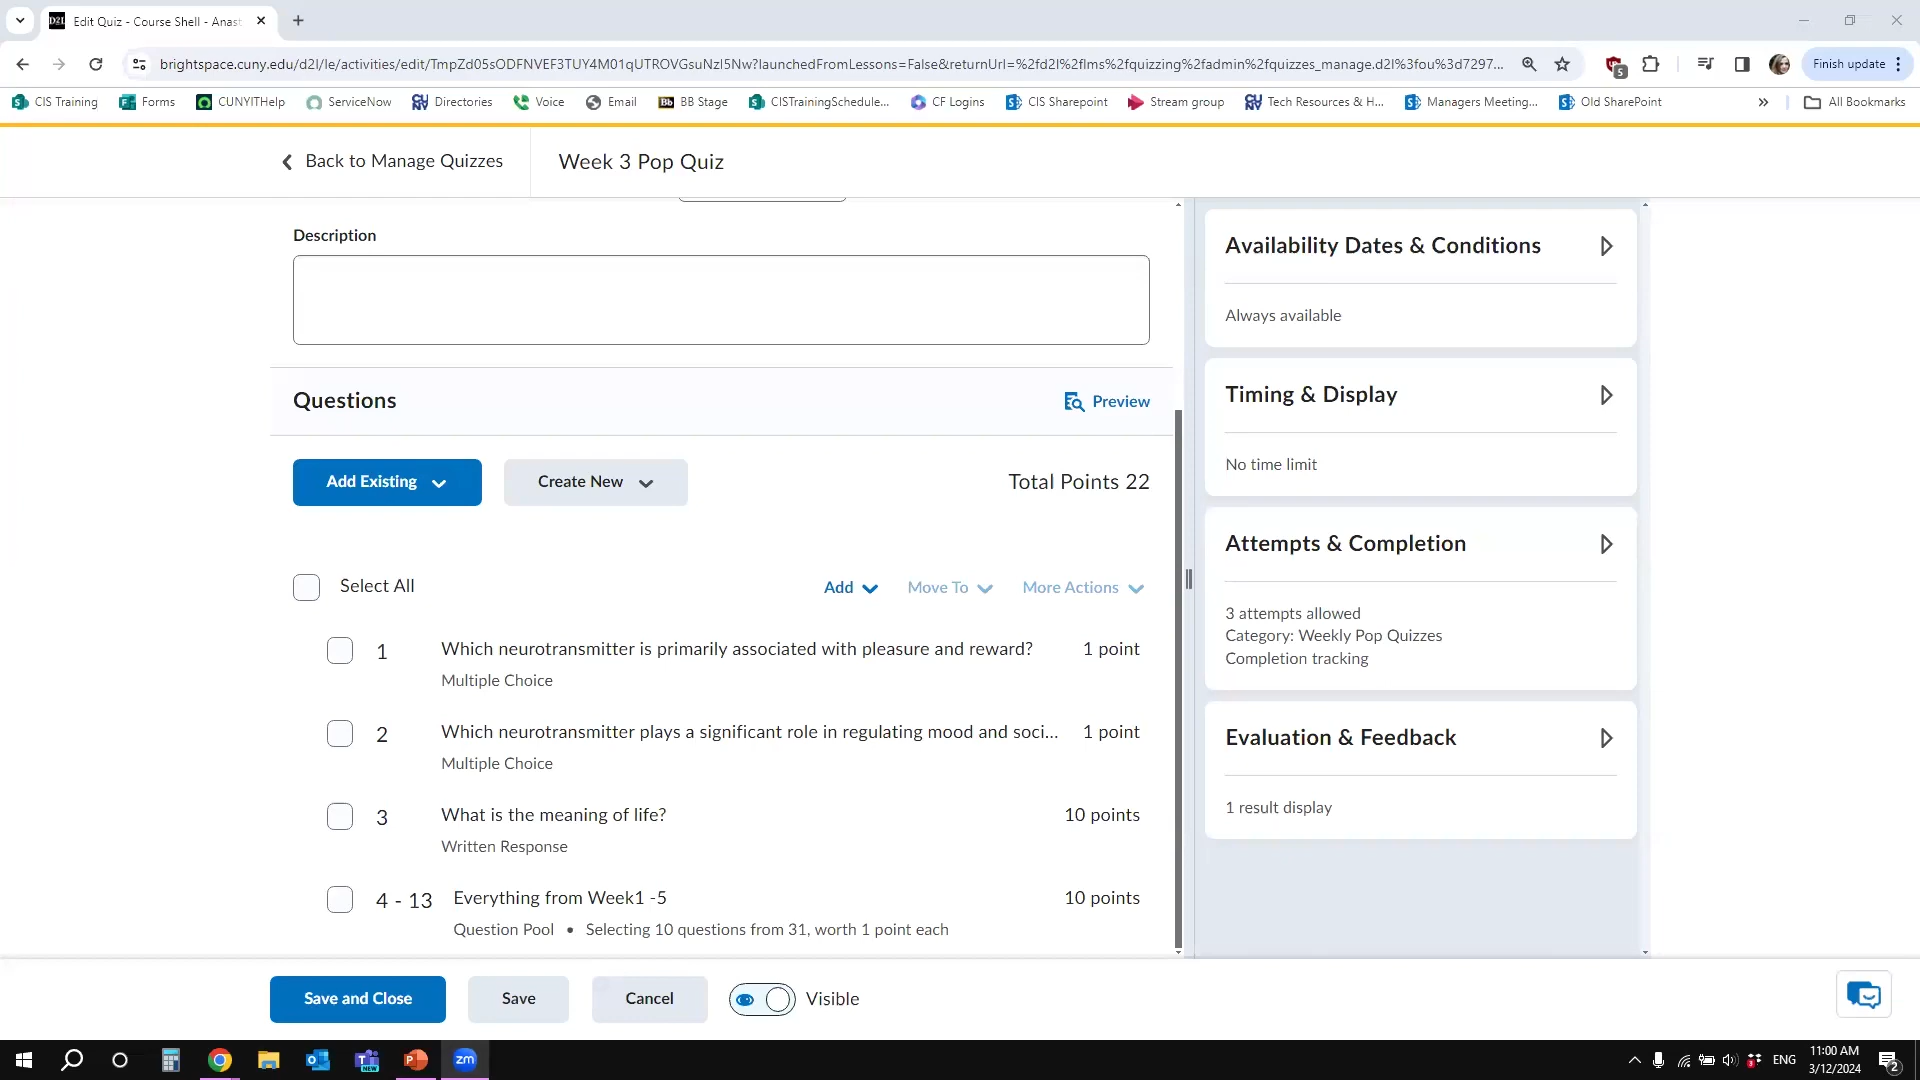 D2L Edit Quiz - Course Shell - Anast
brightspace.cuny.edu/d2l/le/activities/edit/TmpZd05sODFNVEF3TUY4M01qUTROVGsuNzI5Nw?launchedFromLessons=False&returnUrl=%2fd2l%2flms%2fquizzing%2fadmin%2fquizzes_manage.d2l%3fou%3d7297...
5
Finish update
CIS Training
Forms
CUNYITHelp
ServiceNow
Directories
Voice
Email
Bb BB Stage
CISTrainingSchedule...
CF Logins
CIS Sharepoint
Stream group
Tech Resources & H...
Managers Meeting...
Old SharePoint
»
All Bookmarks
Back to Manage Quizzes
Week 3 Pop Quiz
Description
Questions
Preview
Add Existing
Create New
Total Points 22
Select All
Add
Move To
More Actions
1 Which neurotransmitter is primarily associated with pleasure and reward? 1 point
Multiple Choice
2 Which neurotransmitter plays a significant role in regulating mood and soci... 1 point
Multiple Choice
3 What is the meaning of life? 10 points
Written Response
4 - 13 Everything from Week1 -5 10 points
Question Pool • Selecting 10 questions from 31, worth 1 point each
Availability Dates & Conditions
Always available
Timing & Display
No time limit
Attempts & Completion
3 attempts allowed
Category: Weekly Pop Quizzes
Completion tracking
Evaluation & Feedback
1 result display
Save and Close
Save
Cancel
Visible
NEW
zm
ENG
11:00 AM
3/12/2024
2